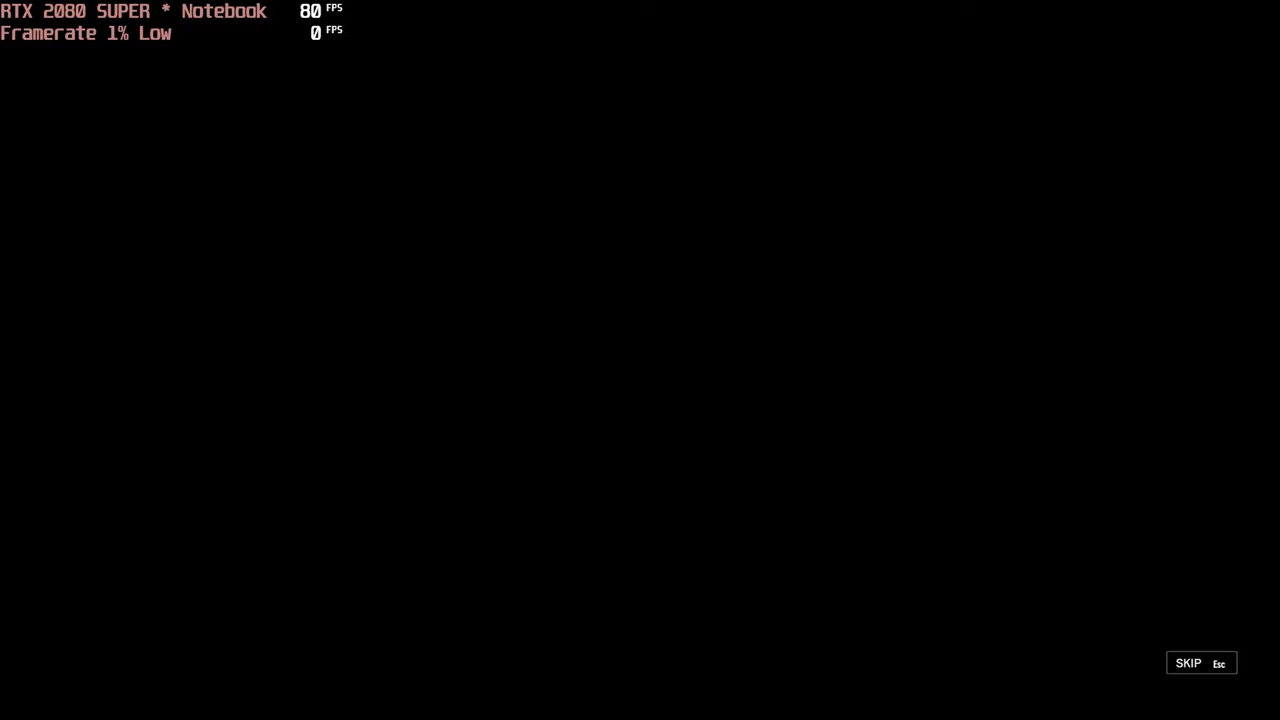 RTX 2080 SUPER * Notebook 80 FPS
Framerate 1% Low 0 FPS
SKIP Esc